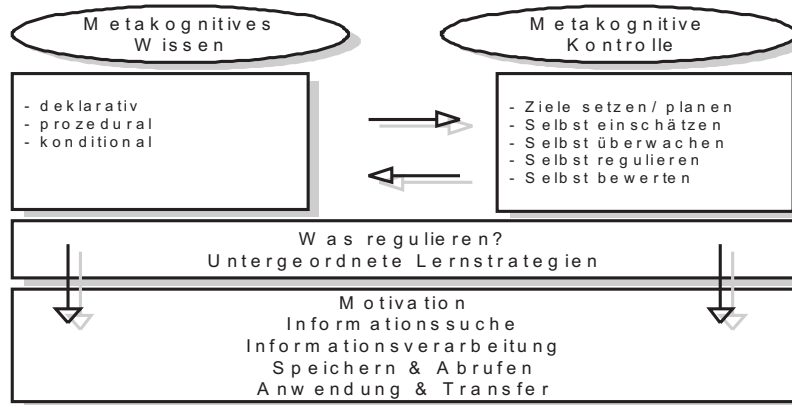 Metakognitives
Wissen
Metakognitive
Kontrolle
- deklarativ
- prozedural
- konditional
- Ziele setzen/ planen
- Selbst einschätzen
- Selbst überwachen
- Selbst regulieren
- Selbst bewerten
Was regulieren?
Untergeordnete Lernstrategien
Motivation
Informationssuche
Informationsverarbeitung
Speichern & Abrufen
Anwendung & Transfer